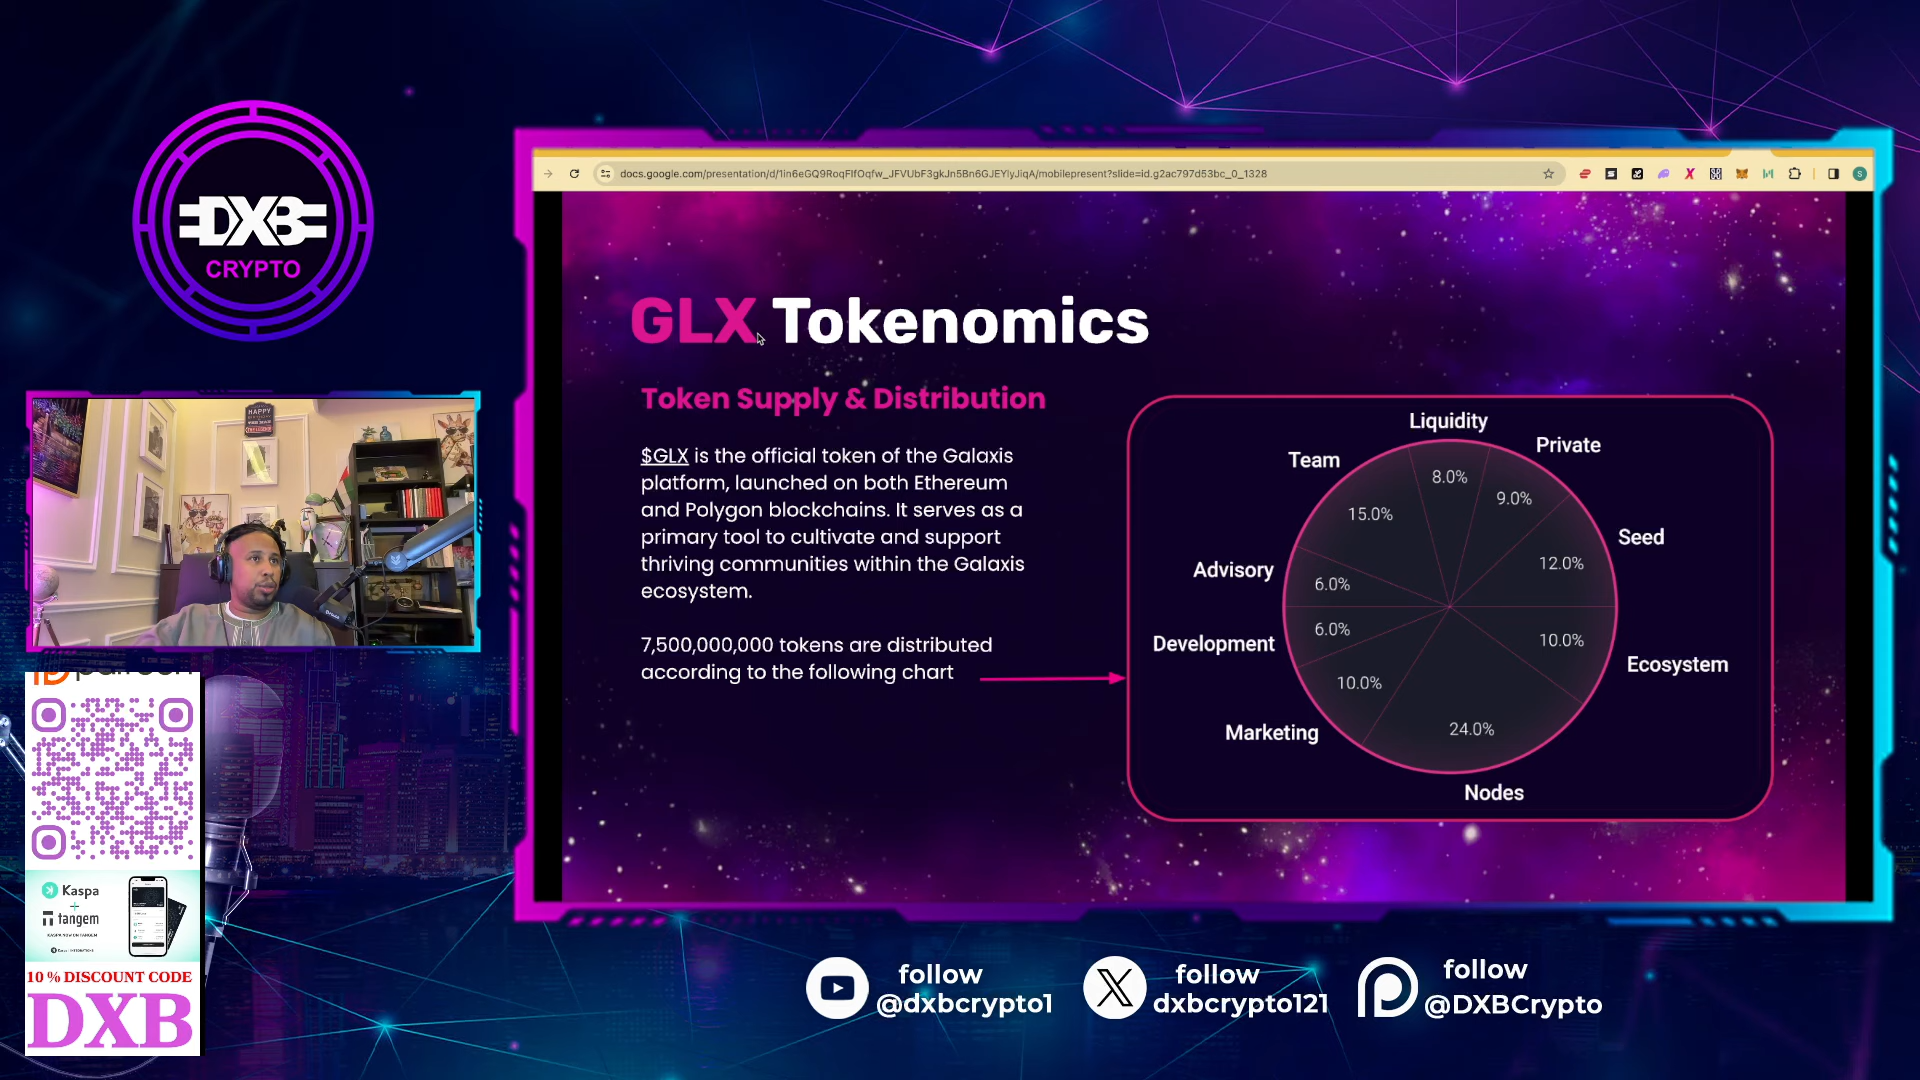 DXB
CRYPTO
HAPPY
docs.google.com/presentation/d/1in6eGQ9RoqFlfOqfw_JFVUbF3gkJn5Bn6GJEYlyJiqA/mobilepresent?slide=id.g2ac797d53bc_0_1328
GLX Tokenomics
Token Supply & Distribution
$GLX is the official token of the Galaxis
platform, launched on both Ethereum
and Polygon blockchains. It serves as a
primary tool to cultivate and support
thriving communities within the Galaxis
ecosystem.
7,500,000,000 tokens are distributed
according to the following chart
Liquidity
8.0%
Private
9.0%
Seed
12.0%
Ecosystem
10.0%
Nodes
24.0%
Marketing
10.0%
Development
6.0%
Advisory
6.0%
Team
15.0%
Kaspa
+
tangem
KASPA NOW ON TANGEM
10% DISCOUNT CODE
DXB
follow
@dxbcrypto1
follow
dxbcrypto121
follow
@DXBCrypto